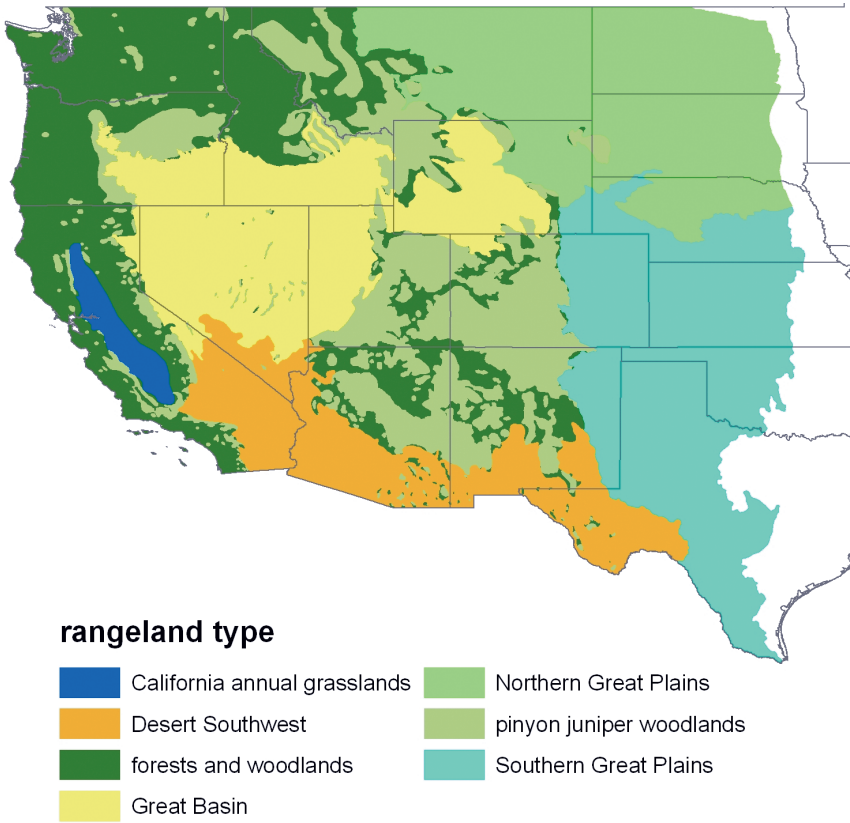 rangeland type
California annual grasslands
Desert Southwest
forests and woodlands
Great Basin
Northern Great Plains
pinyon juniper woodlands
Southern Great Plains